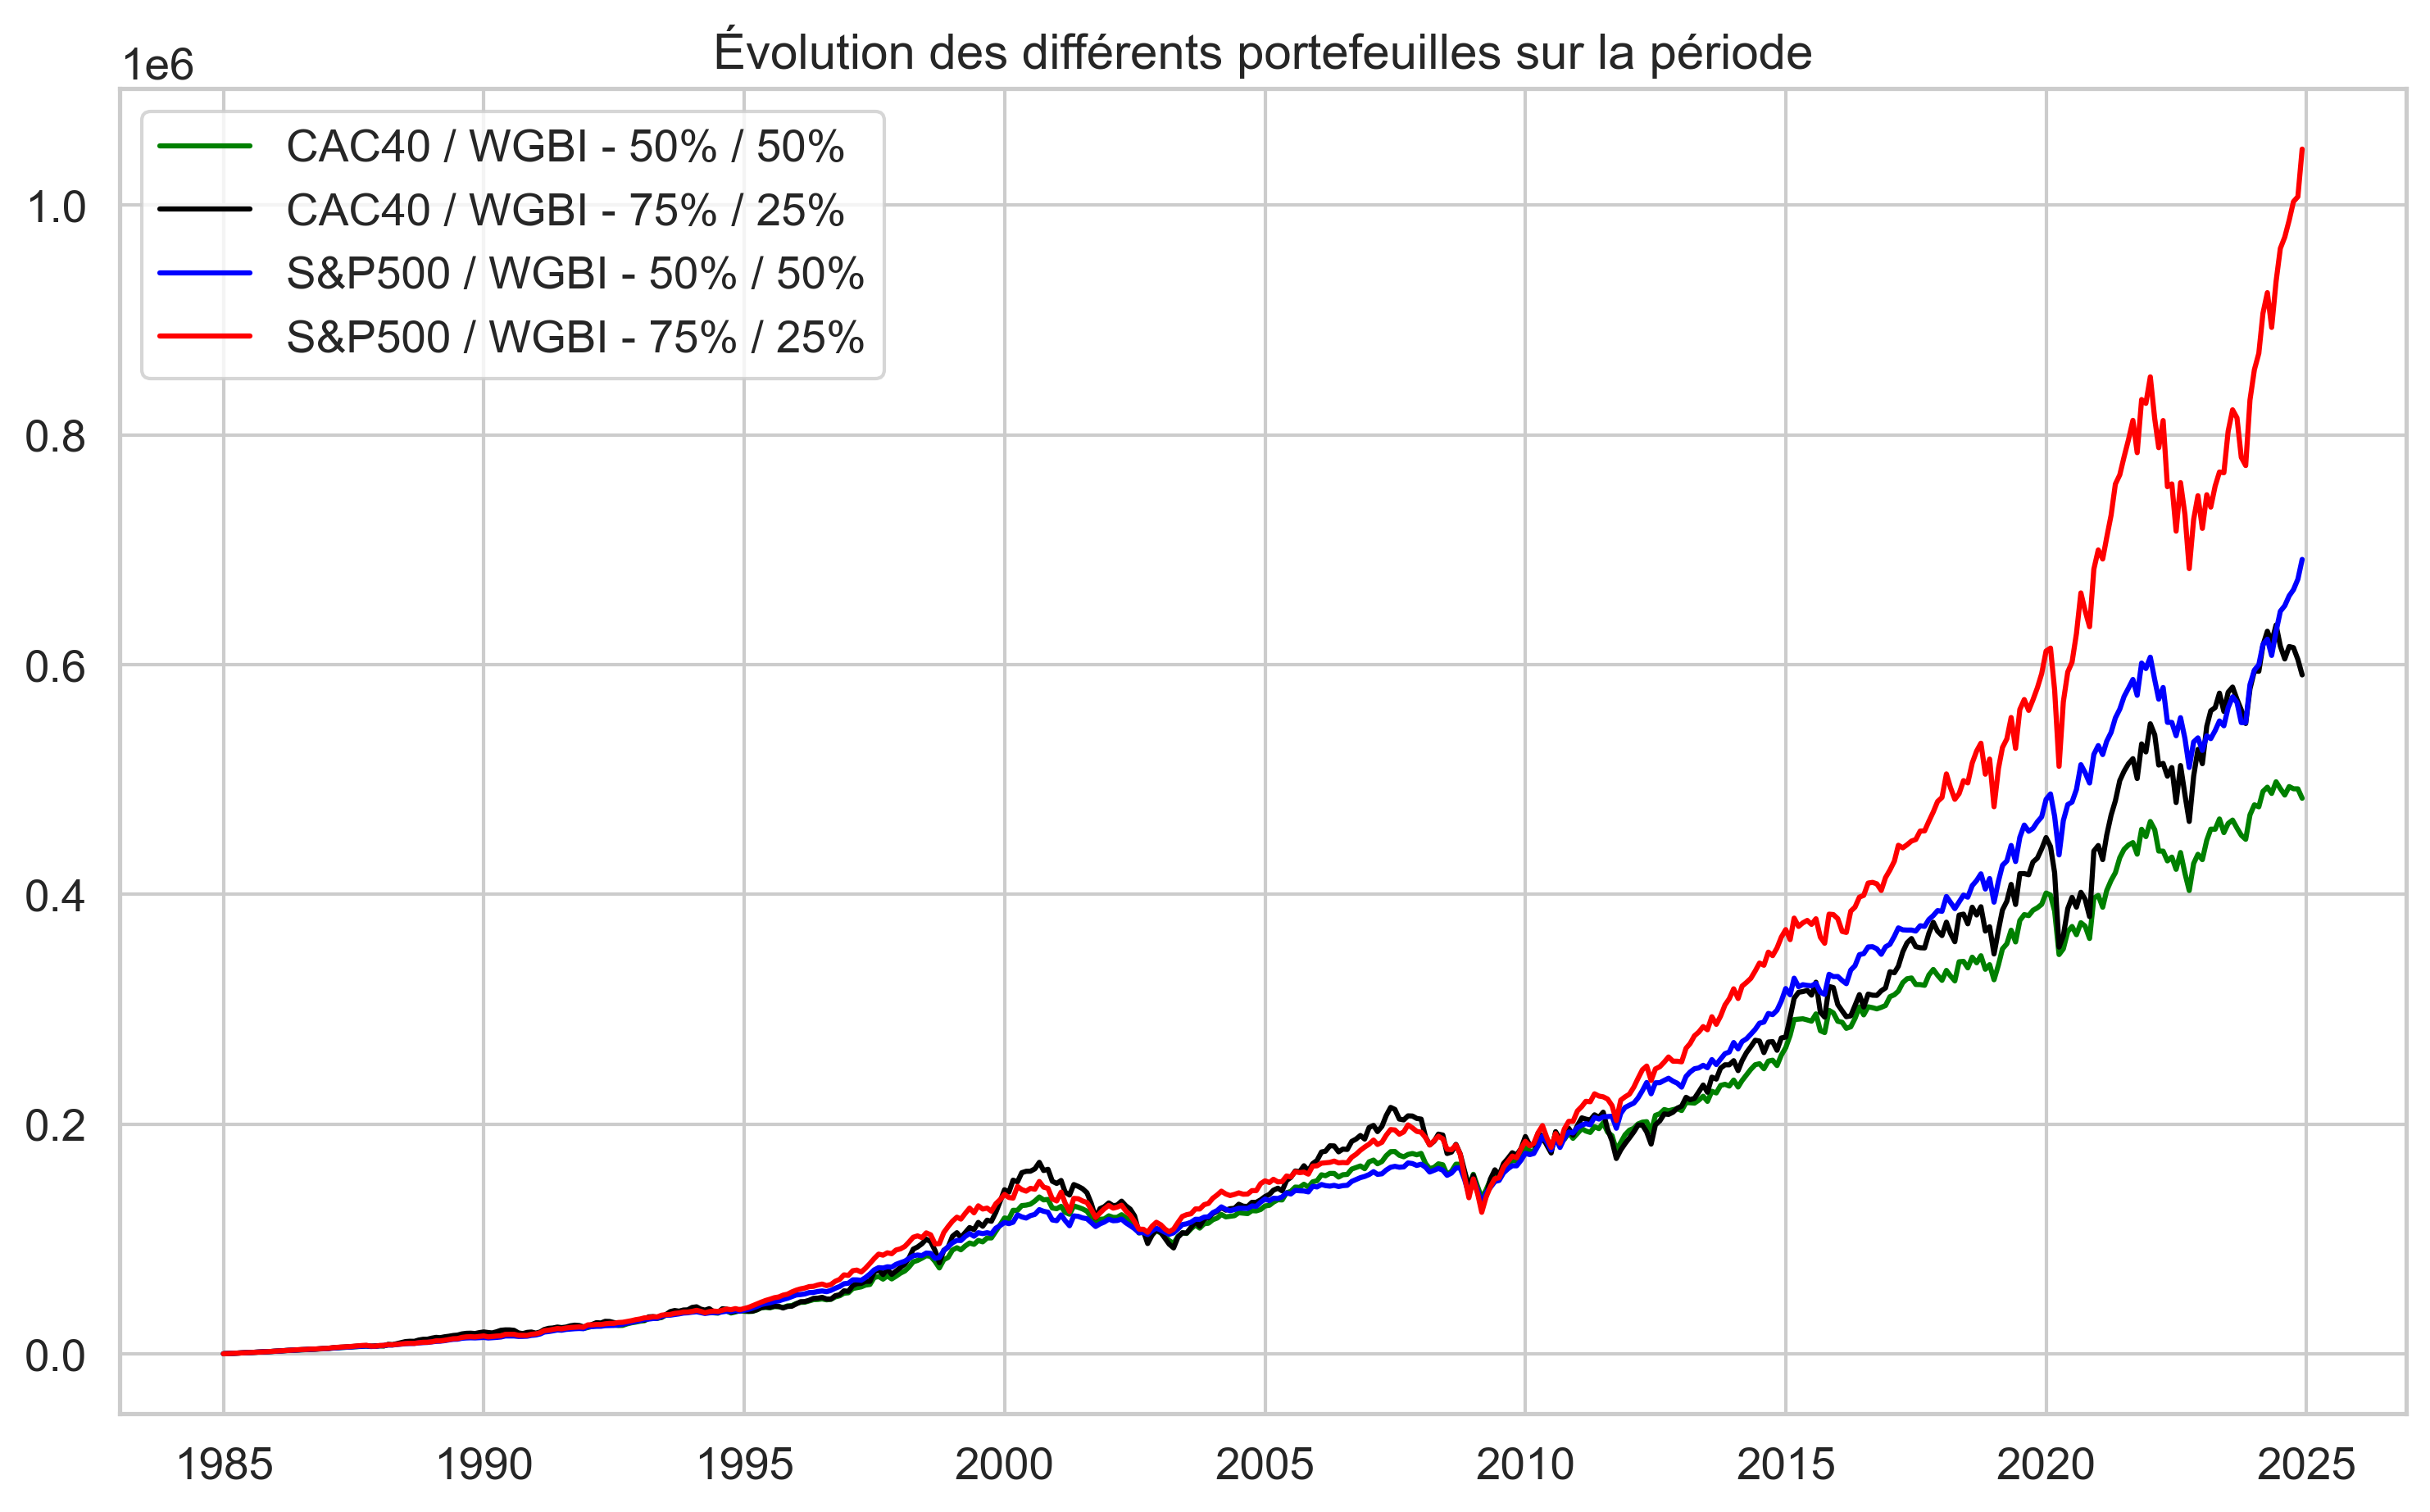 Évolution des différents portefeuilles sur la période
1e6
CAC40 / WGBI - 50% / 50%
CAC40 / WGBI - 75% / 25%
S&P500 / WGBI - 50% / 50%
S&P500 / WGBI - 75% / 25%
1.0
0.8
0.6
0.4
0.2
0.0
1985 1990 1995 2000 2005 2010 2015 2020 2025